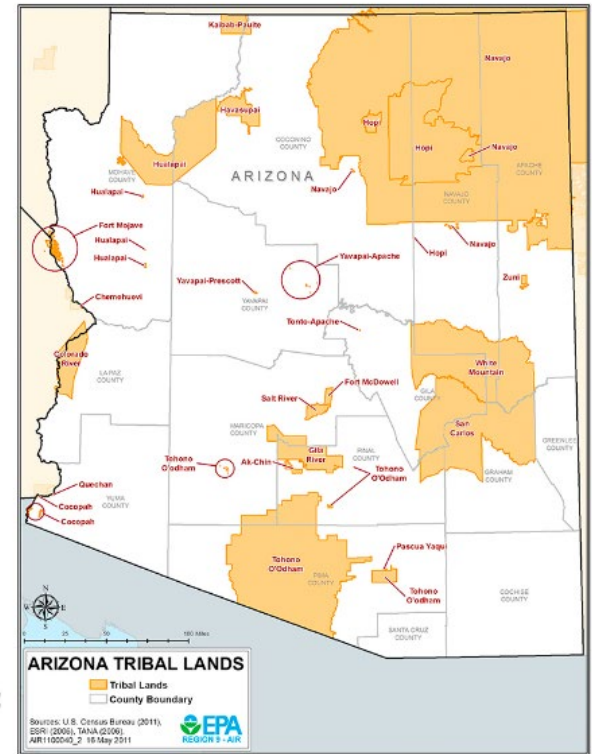 Kaibab-Paiute
Navajo
Havasupai
Hopi
COCONINO
COUNTY
Hopi
Navajo
Hualapai
MOHAVE
COUNTY
ARIZONA
APACHE
COUNTY
Hualapai
Navajo
NAVAJO
COUNTY
Fort Mojave
Hualapai
Hualapai
Yavapai-Apache
Hopi
Navajo
Yavapai-Prescott
YAVAPAI
COUNTY
Zuni
Chemehuevi
Tonto-Apache
Colorado
River
LA PAZ
COUNTY
White
Mountain
Fort McDowell
GILA
COUNTY
Salt River
San
Carlos
MARICOPA
COUNTY
GREENLEE
COUNTY
Gila
River
PINAL
COUNTY
Tohono
O'odham
Ak-Chin
Tohono
O'odham
GRAHAM
COUNTY
Quechan
YUMA
COUNTY
Cocopah
Cocopah
Pascua Yaqui
Tohono
O'Odham
PIMA
COUNTY
Tohono
O'odham
COCHISE
COUNTY
SANTA CRUZ
COUNTY
N
W E
S
0 25 50 100 Miles
ARIZONA TRIBAL LANDS
Tribal Lands
County Boundary
Sources: U.S. Census Bureau (2011),
ESRI (2006), TANA (2006).
AIR1100040_2 16 May 2011
EPA
REGION 9 - AIR